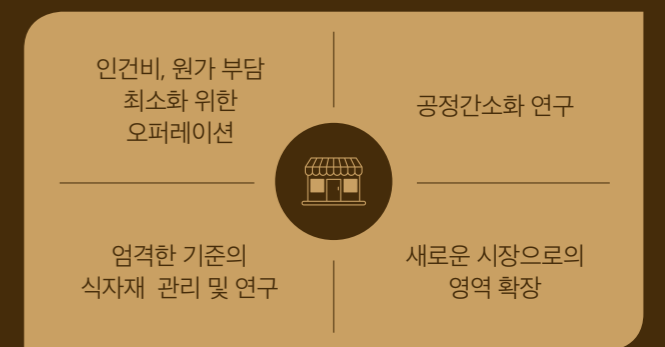 인건비, 원가 부담
최소화 위한
오퍼레이션
공정간소화 연구
엄격한 기준의
식자재 관리 및 연구
새로운 시장으로의
영역 확장